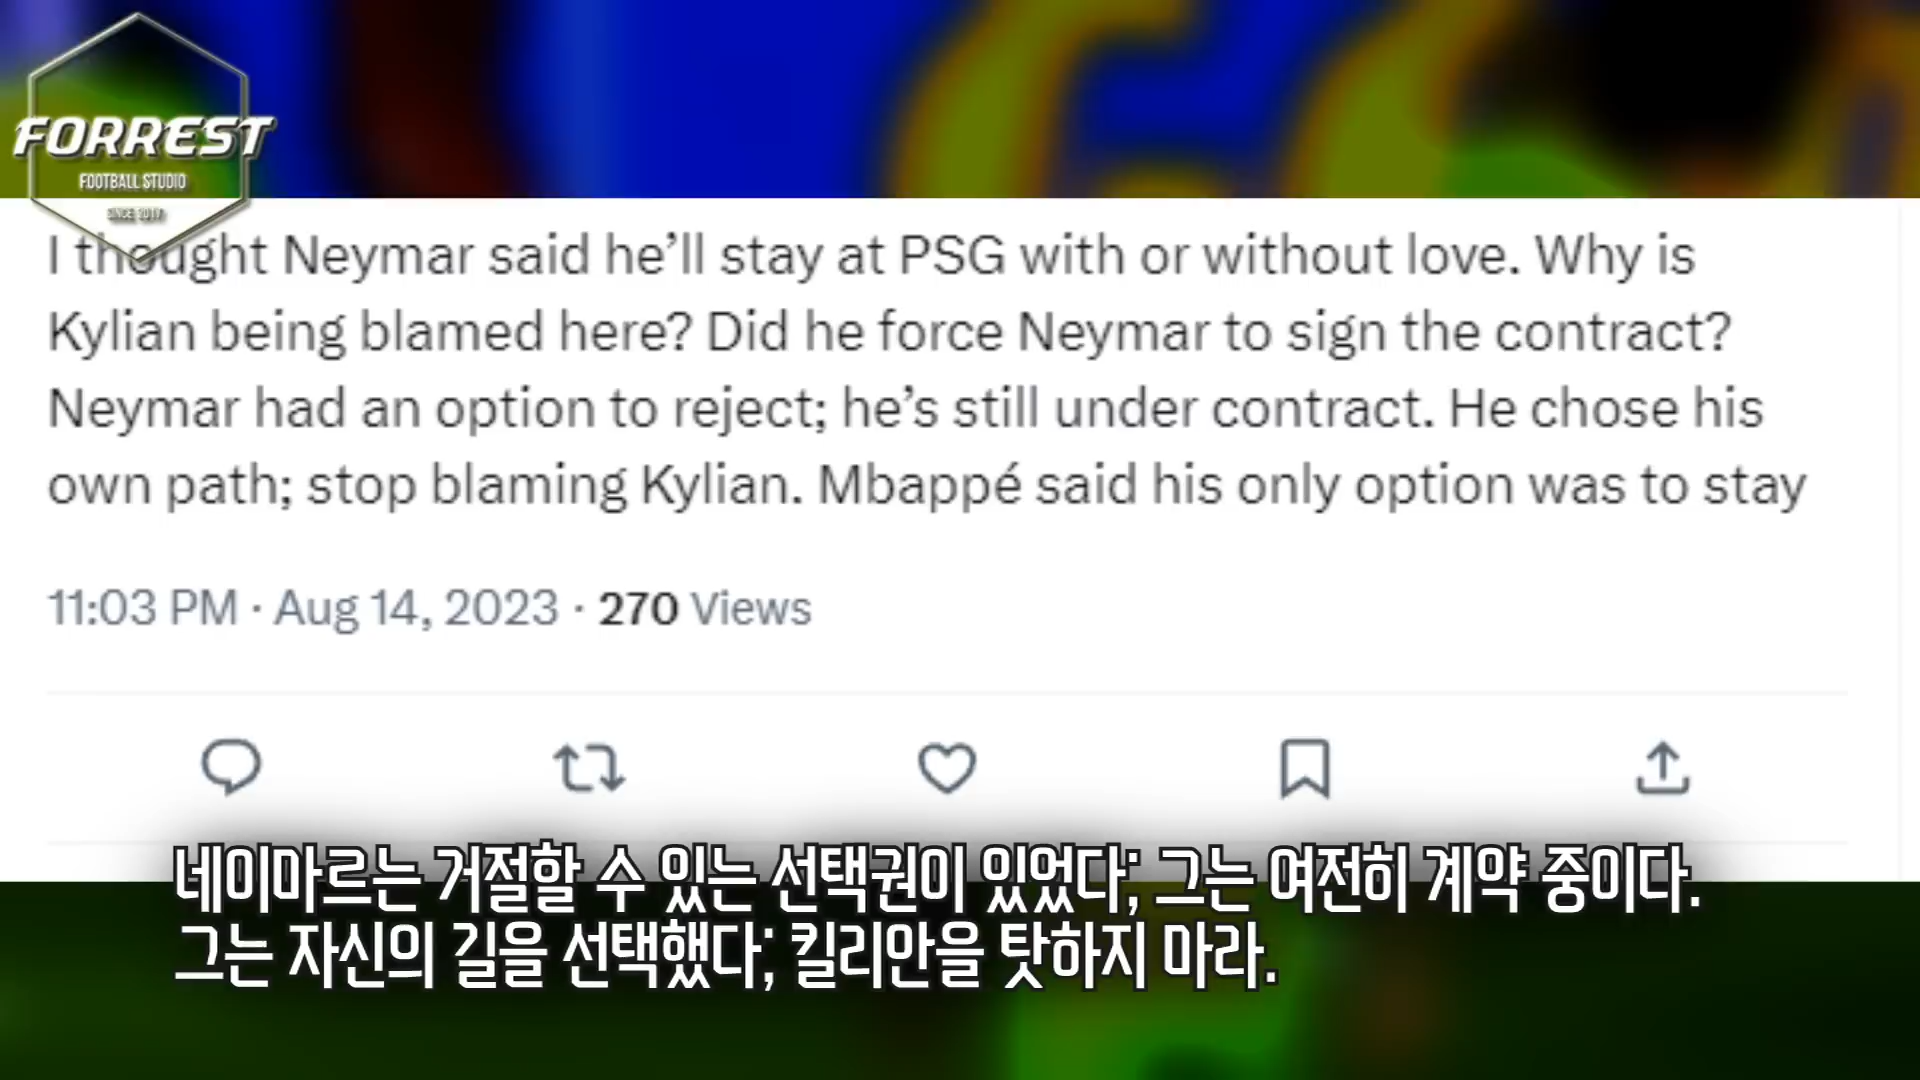 FORREST
FOOTBALL STUDIO
SINCE 2017
I thought Neymar said he’ll stay at PSG with or without love. Why is
Kylian being blamed here? Did he force Neymar to sign the contract?
Neymar had an option to reject; he’s still under contract. He chose his
own path; stop blaming Kylian. Mbappé said his only option was to stay
11:03 PM · Aug 14, 2023 · 270 Views
네이마르는 거절할 수 있는 선택권이 있었다; 그는 여전히 계약 중이다.
그는 자신의 길을 선택했다; 킬리안을 탓하지 마라.